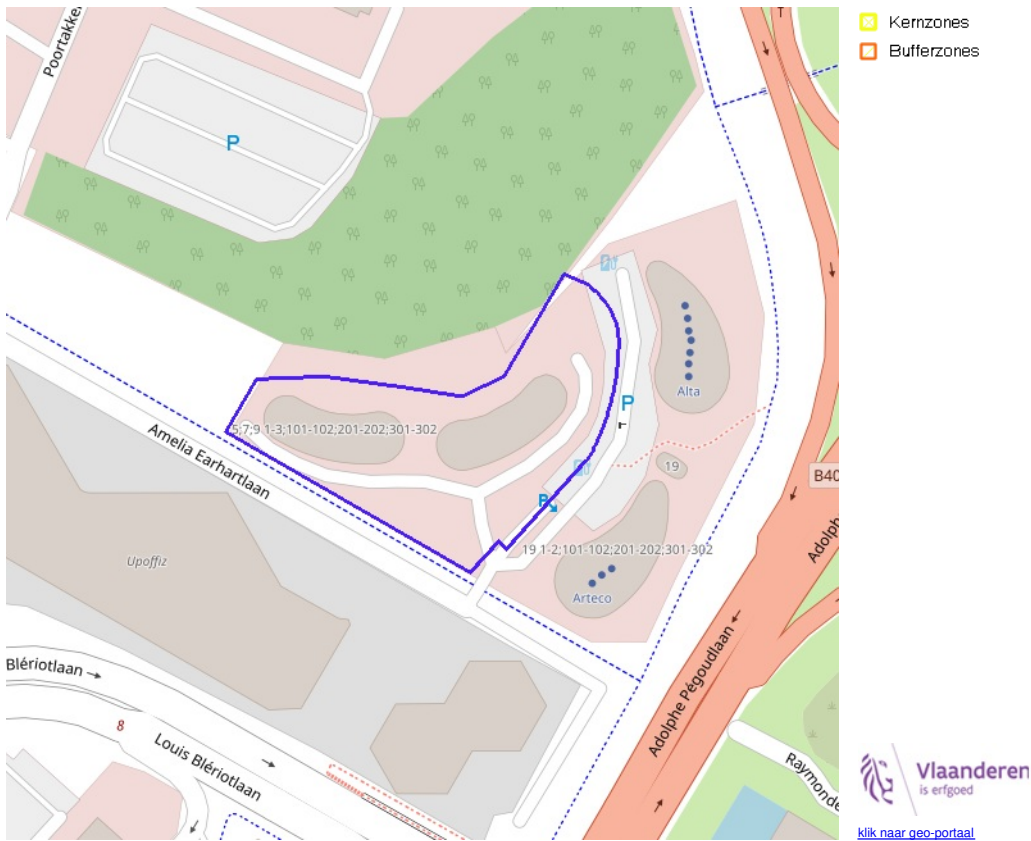 Kernzones
Bufferzones
T
Poortakke
P
5;7;9 1-3;101-102;201-202;301-302
Alta
P
19
B40
Amelia Earhartlaan
P
19 1-2;101-102;201-202;301-302
Adolph
Upoffiz
Arteco
Adolphe Pégoudlaan
Blériotlaan
8
Louis Blériotlaan
Raymonde
Vlaanderen
is erfgoed
klik naar geo-portaal